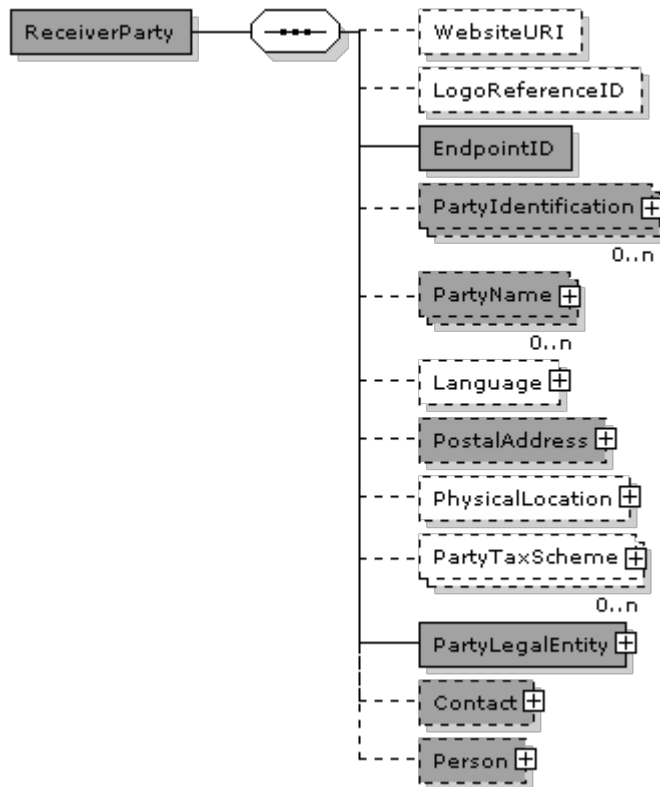 ReceiverParty
WebsiteURI
LogoReferenceID
EndpointID
PartyIdentification
0..n
PartyName
0..n
Language
PostalAddress
PhysicalLocation
PartyTaxScheme
0..n
PartyLegalEntity
Contact
Person